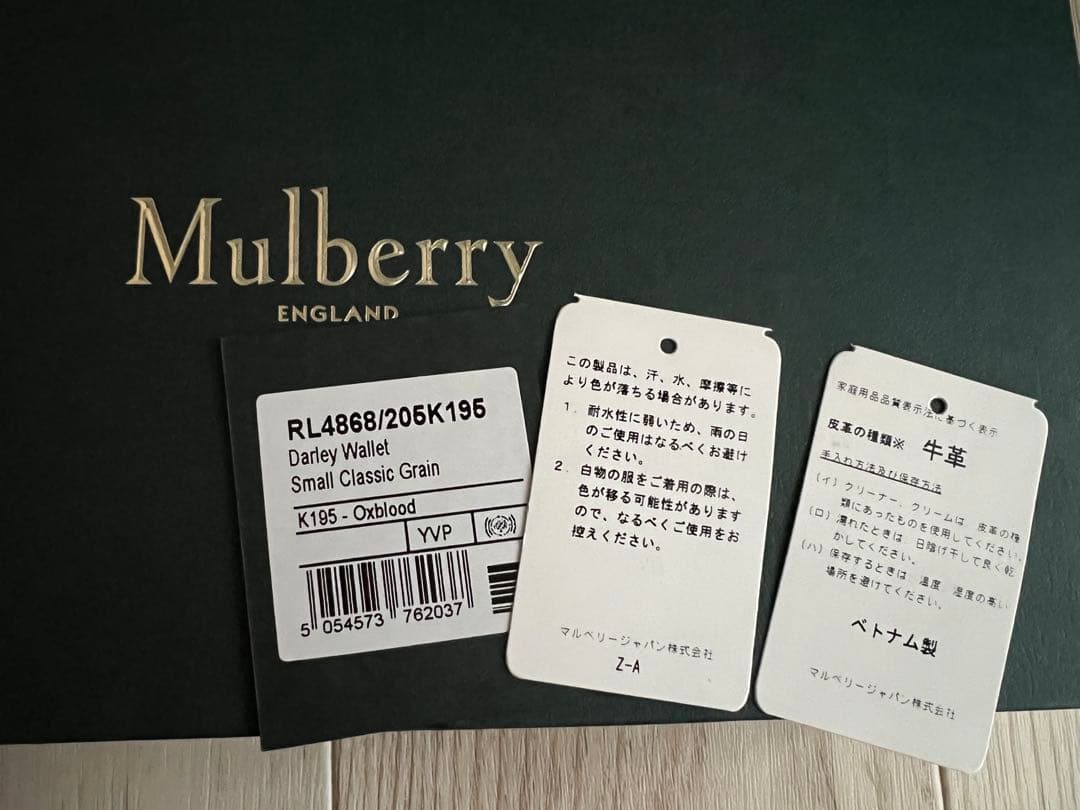 Mulberry
ENGLAND
RL4868/205K195
Darley Wallet
Small Classic Grain
K195 - Oxblood
YVP
5 054573 762037
この製品は、汗、水、摩擦等に
より色が落ちる場合があります。
1. 耐水性に弱いため、雨の日
のご使用はなるべくお避け
ください。
2. 白物の服をご着用の際は、
色が移る可能性があります
ので、なるべくご使用をお
控えください。
マルベリージャパン株式会社
Z-A
家庭用品品質表示法に基づく表示
皮革の種類※ 牛革
手入れ方法及び保存方法
(イ) クリーナー、クリームは、皮革の種
類にあったものを使用してください。
(ロ) 濡れたときは、日陰げ干して良く乾
かしてください。
(ハ) 保存するときは、温度、湿度の高い
場所を避けてください。
ベトナム製
マルベリージャパン株式会社